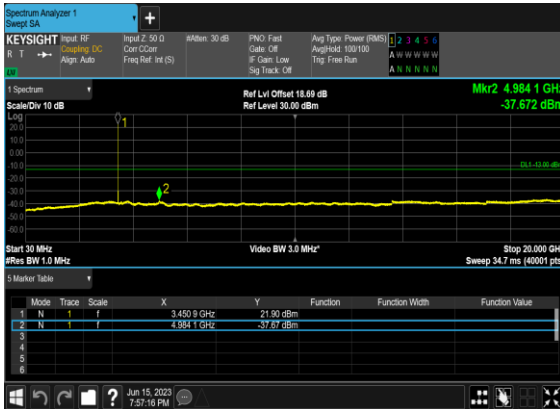 Spectrum Analyzer 1
Swept SA
+
KEYSIGHT Input: RF Input Z: 50 Ω #Atten: 30 dB PNO: Fast Avg Type: Power (RMS) 1 2 3 4 5 6
R T Coupling: DC Corr CCorr Gate: Off Avg|Hold: 100/100 A W W W W W
Align: Auto Freq Ref: Int (S) IF Gain: Low Trig: Free Run
Sig Track: Off A N N N N N
1 Spectrum Ref Lvl Offset 18.69 dB Mkr2 4.984 1 GHz
Scale/Div 10 dB Ref Level 30.00 dBm -37.672 dBm
Log
20.0
10.0
0.00
-10.0
-20.0
-30.0
-40.0
-50.0
-60.0
1
DL1 -13.00 dBm
2
Start 30 MHz Video BW 3.0 MHz* Stop 20.000 GHz
#Res BW 1.0 MHz Sweep 34.7 ms (40001 pts)
5 Marker Table
Mode Trace Scale X Y Function Function Width Function Value
1 N 1 f 3.450 9 GHz 21.90 dBm
2 N 1 f 4.984 1 GHz -37.67 dBm
3
4
5
6
? Jun 15, 2023
7:57:16 PM